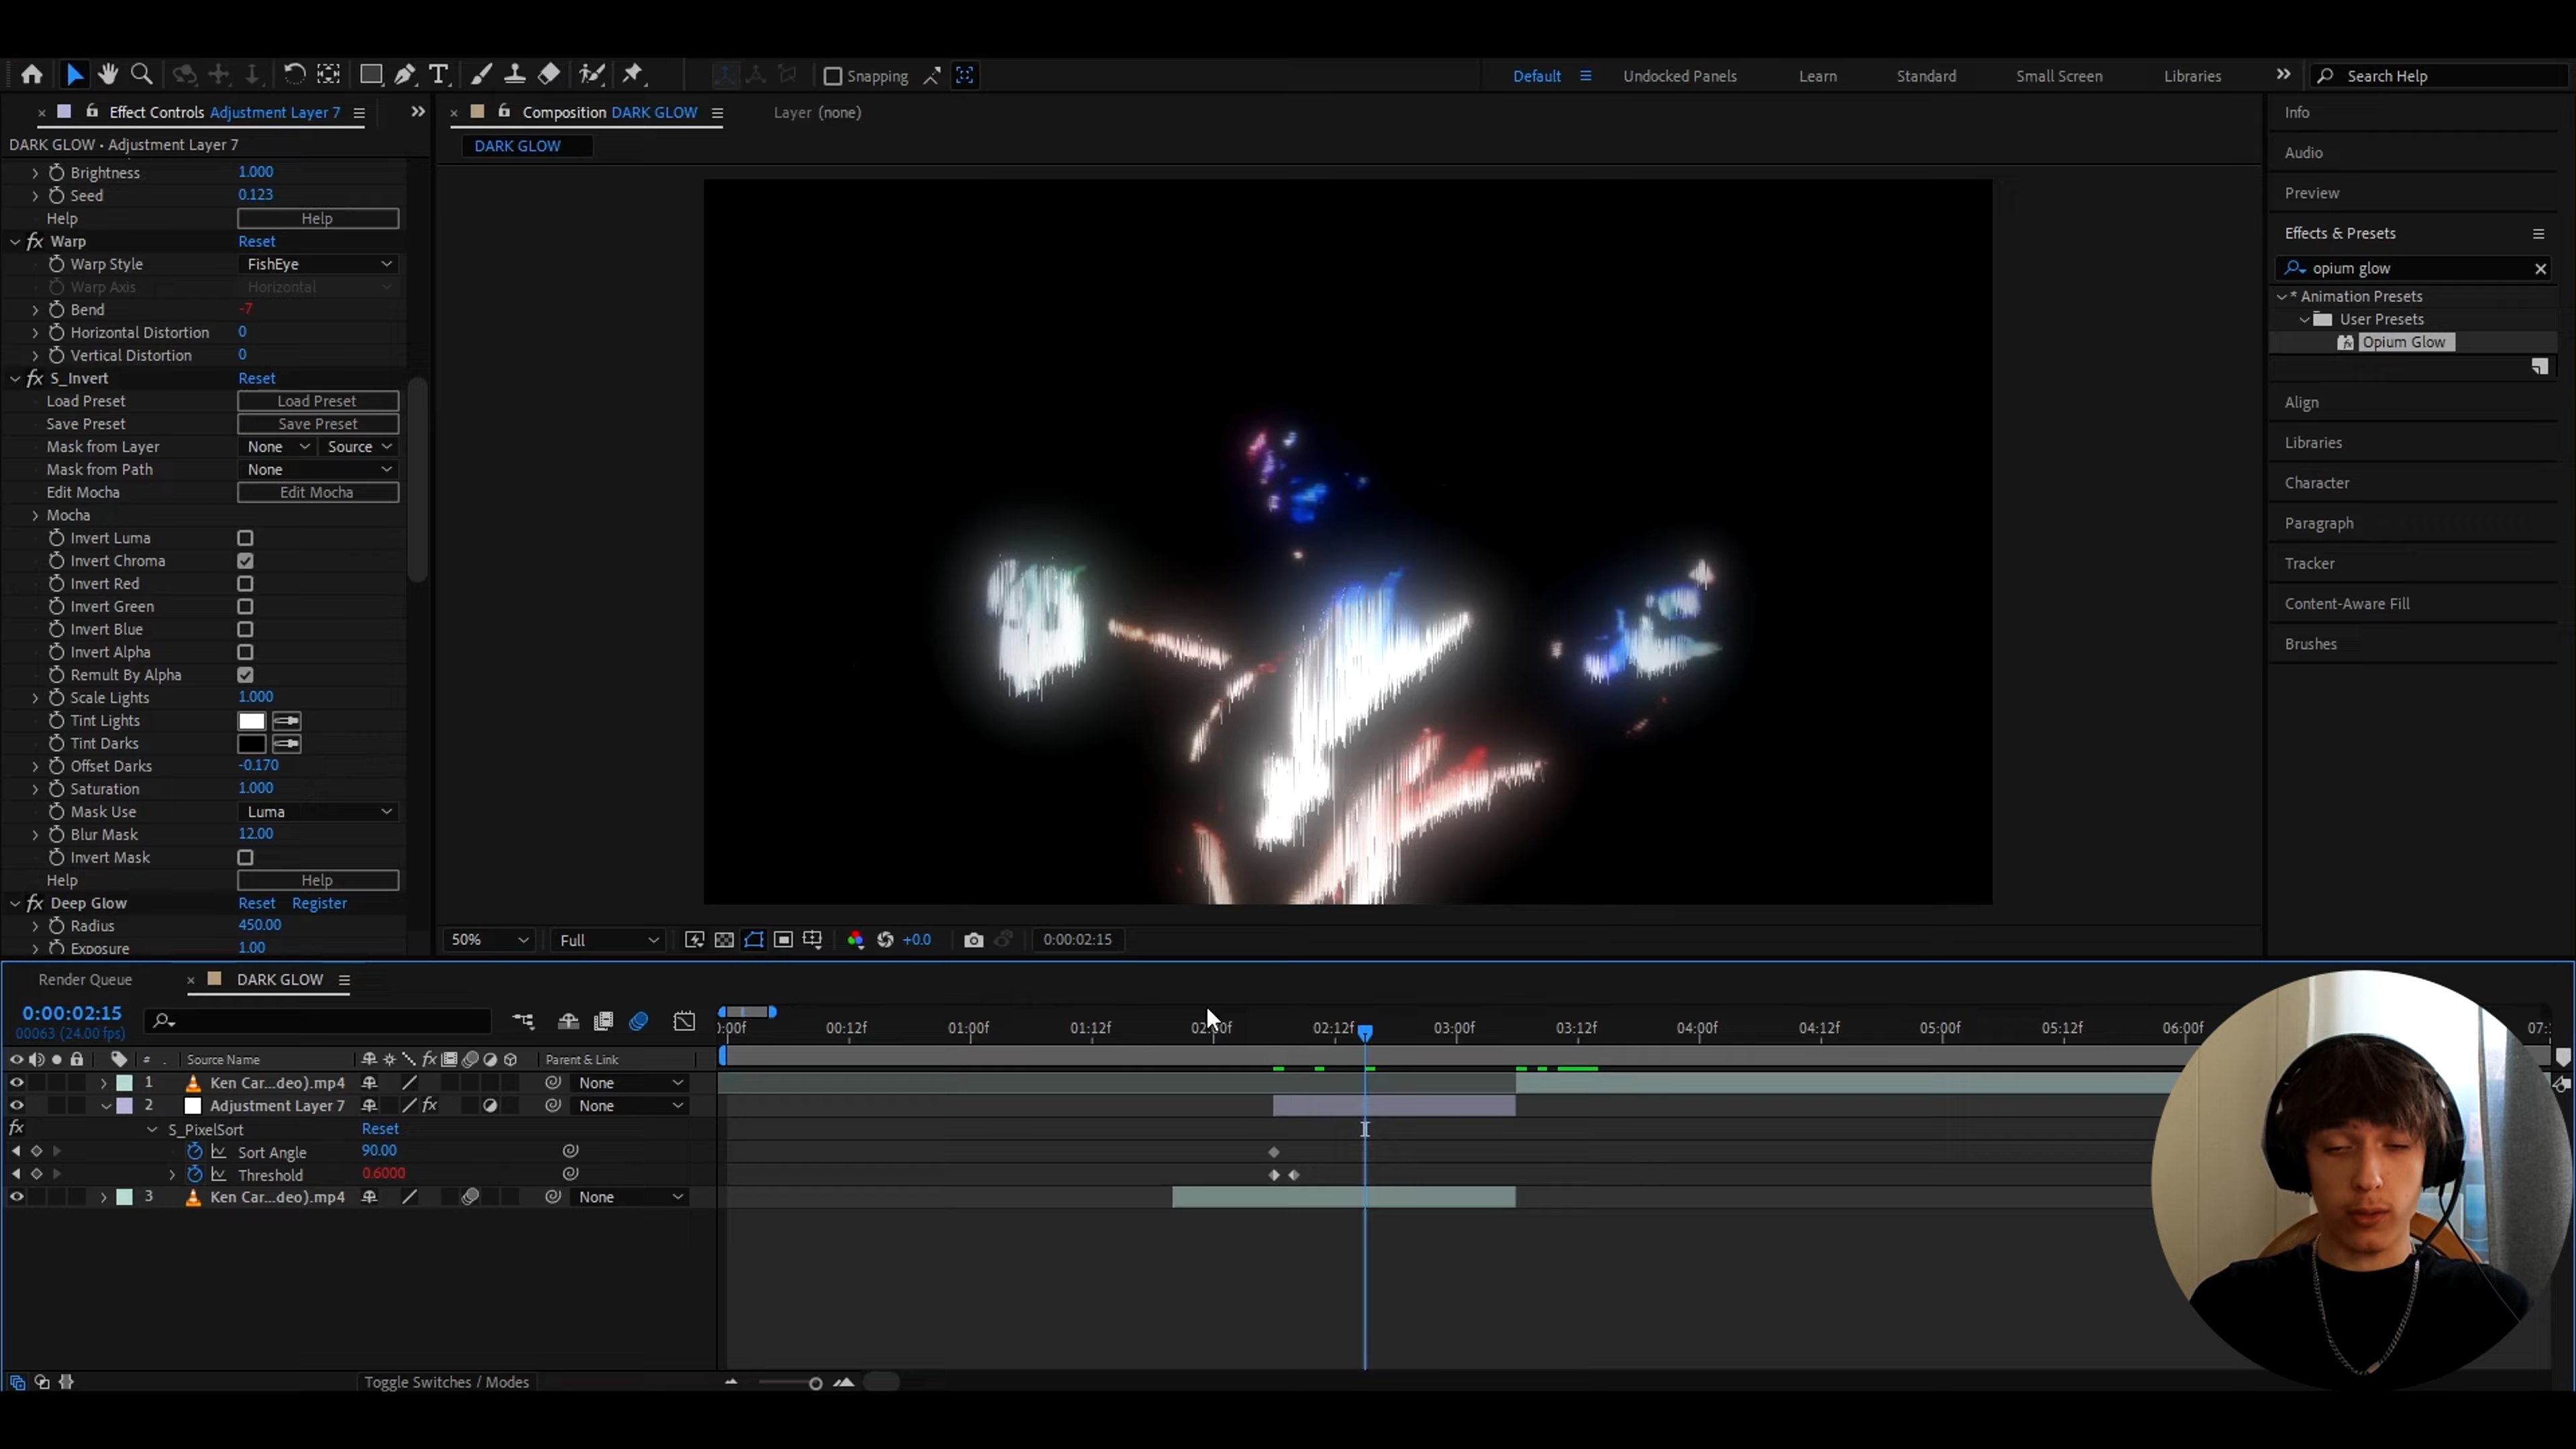 Snapping
Default
Undocked Panels
Learn
Standard
Small Screen
Libraries
Search Help
Effect Controls Adjustment Layer 7
Composition DARK GLOW
Layer (none)
DARK GLOW • Adjustment Layer 7
DARK GLOW
Brightness 1.000
Seed 0.123
Help Help
fx Warp Reset
Warp Style FishEye
Warp Axis Horizontal
Bend -7
Horizontal Distortion 0
Vertical Distortion 0
fx S_Invert Reset
Load Preset Load Preset
Save Preset Save Preset
Mask from Layer None Source
Mask from Path None
Edit Mocha Edit Mocha
Mocha
Invert Luma
Invert Chroma
Invert Red
Invert Green
Invert Blue
Invert Alpha
Remult By Alpha
Scale Lights 1.000
Tint Lights
Tint Darks
Offset Darks -0.170
Saturation 1.000
Mask Use Luma
Blur Mask 12.00
Invert Mask
Help Help
fx Deep Glow Reset Register
Radius 450.00
Exposure 1.00
50% Full +0.0 0:00:02:15
Info
Audio
Preview
Effects & Presets
opium glow
* Animation Presets
User Presets
Opium Glow
Align
Libraries
Character
Paragraph
Tracker
Content-Aware Fill
Brushes
Render Queue
DARK GLOW
0:00:02:15
00063 (24.00 fps)
:00f 00:12f 01:00f 01:12f 02:00f 02:12f 03:00f 03:12f 04:00f 04:12f 05:00f 05:12f 06:00f 07:
# Source Name fx Parent & Link
1 Ken Car...deo).mp4 None
2 Adjustment Layer 7 fx None
fx S_PixelSort Reset
Sort Angle 90.00
Threshold 0.6000
3 Ken Car...deo).mp4 None
Toggle Switches / Modes